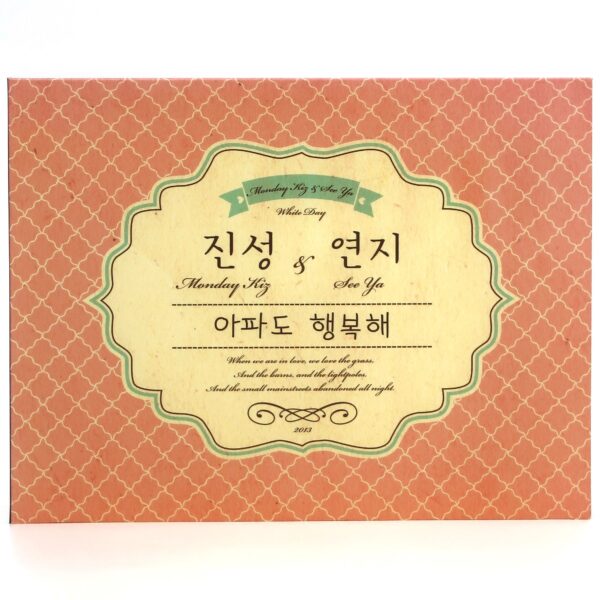 Monday Kiz & See Ya
White Day
진성 & 연지
Monday Kiz See Ya
아파도 행복해
When we are in love, we love the grass,
And the barns, and the lightpoles,
And the small mainstreets abandoned all night.
2013